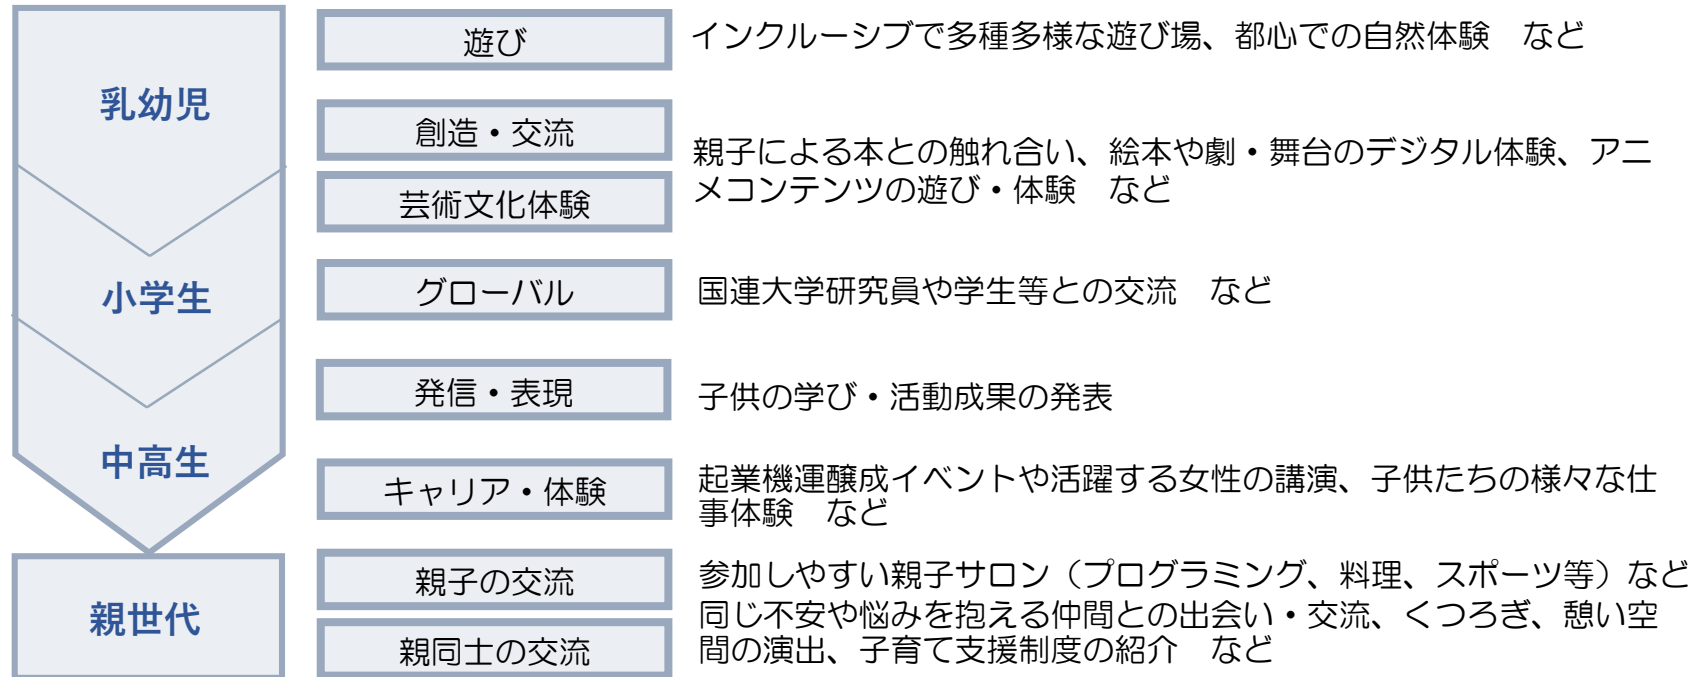 乳幼児
遊び
インクルーシブで多種多様な遊び場、都心での自然体験　など
創造・交流
芸術文化体験
親子による本との触れ合い、絵本や劇・舞台のデジタル体験、アニ
メコンテンツの遊び・体験　など
小学生
グローバル
国連大学研究員や学生等との交流　など
発信・表現
子供の学び・活動成果の発表
中高生
キャリア・体験
起業機運醸成イベントや活躍する女性の講演、子供たちの様々な仕
事体験　など
親世代
親子の交流
参加しやすい親子サロン（プログラミング、料理、スポーツ等）など
親同士の交流
同じ不安や悩みを抱える仲間との出会い・交流、くつろぎ、憩い空
間の演出、子育て支援制度の紹介　など